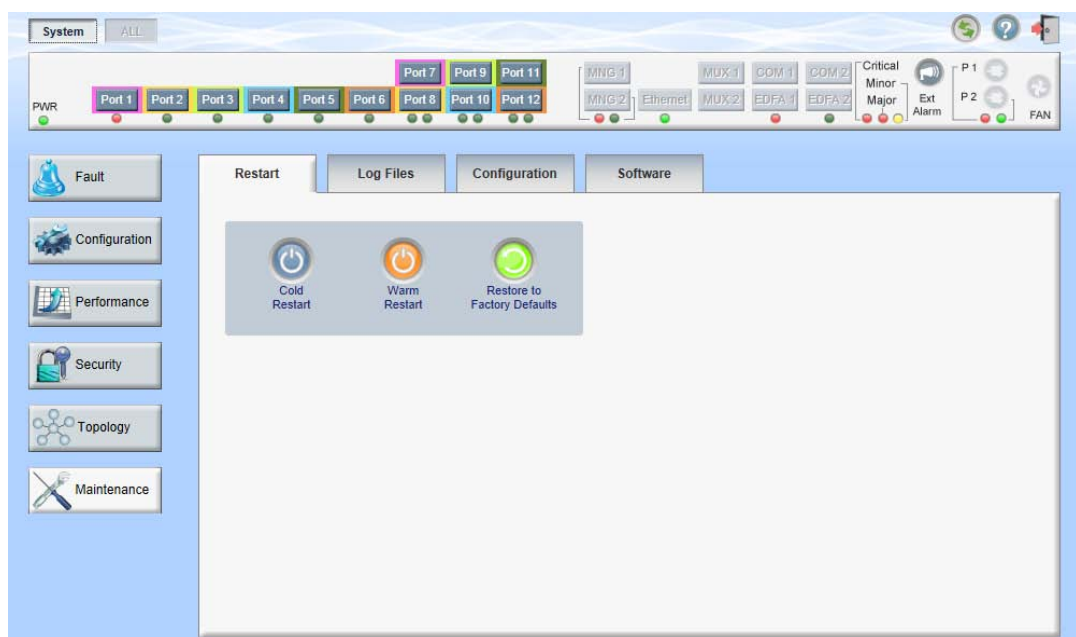 System ALL
Port 7 Port 9 Port 11 MNG 1 MUX 1 COM 1 COM 2 Critical P 1
Minor
PWR Port 1 Port 2 Port 3 Port 4 Port 5 Port 6 Port 8 Port 10 Port 12 MNG 2 Ethernet MUX 2 EDFA 1 EDFA 2 Major Ext Alarm P 2 FAN
Fault
Configuration
Performance
Security
Topology
Maintenance
Restart Log Files Configuration Software
Cold Restart
Warm Restart
Restore to Factory Defaults